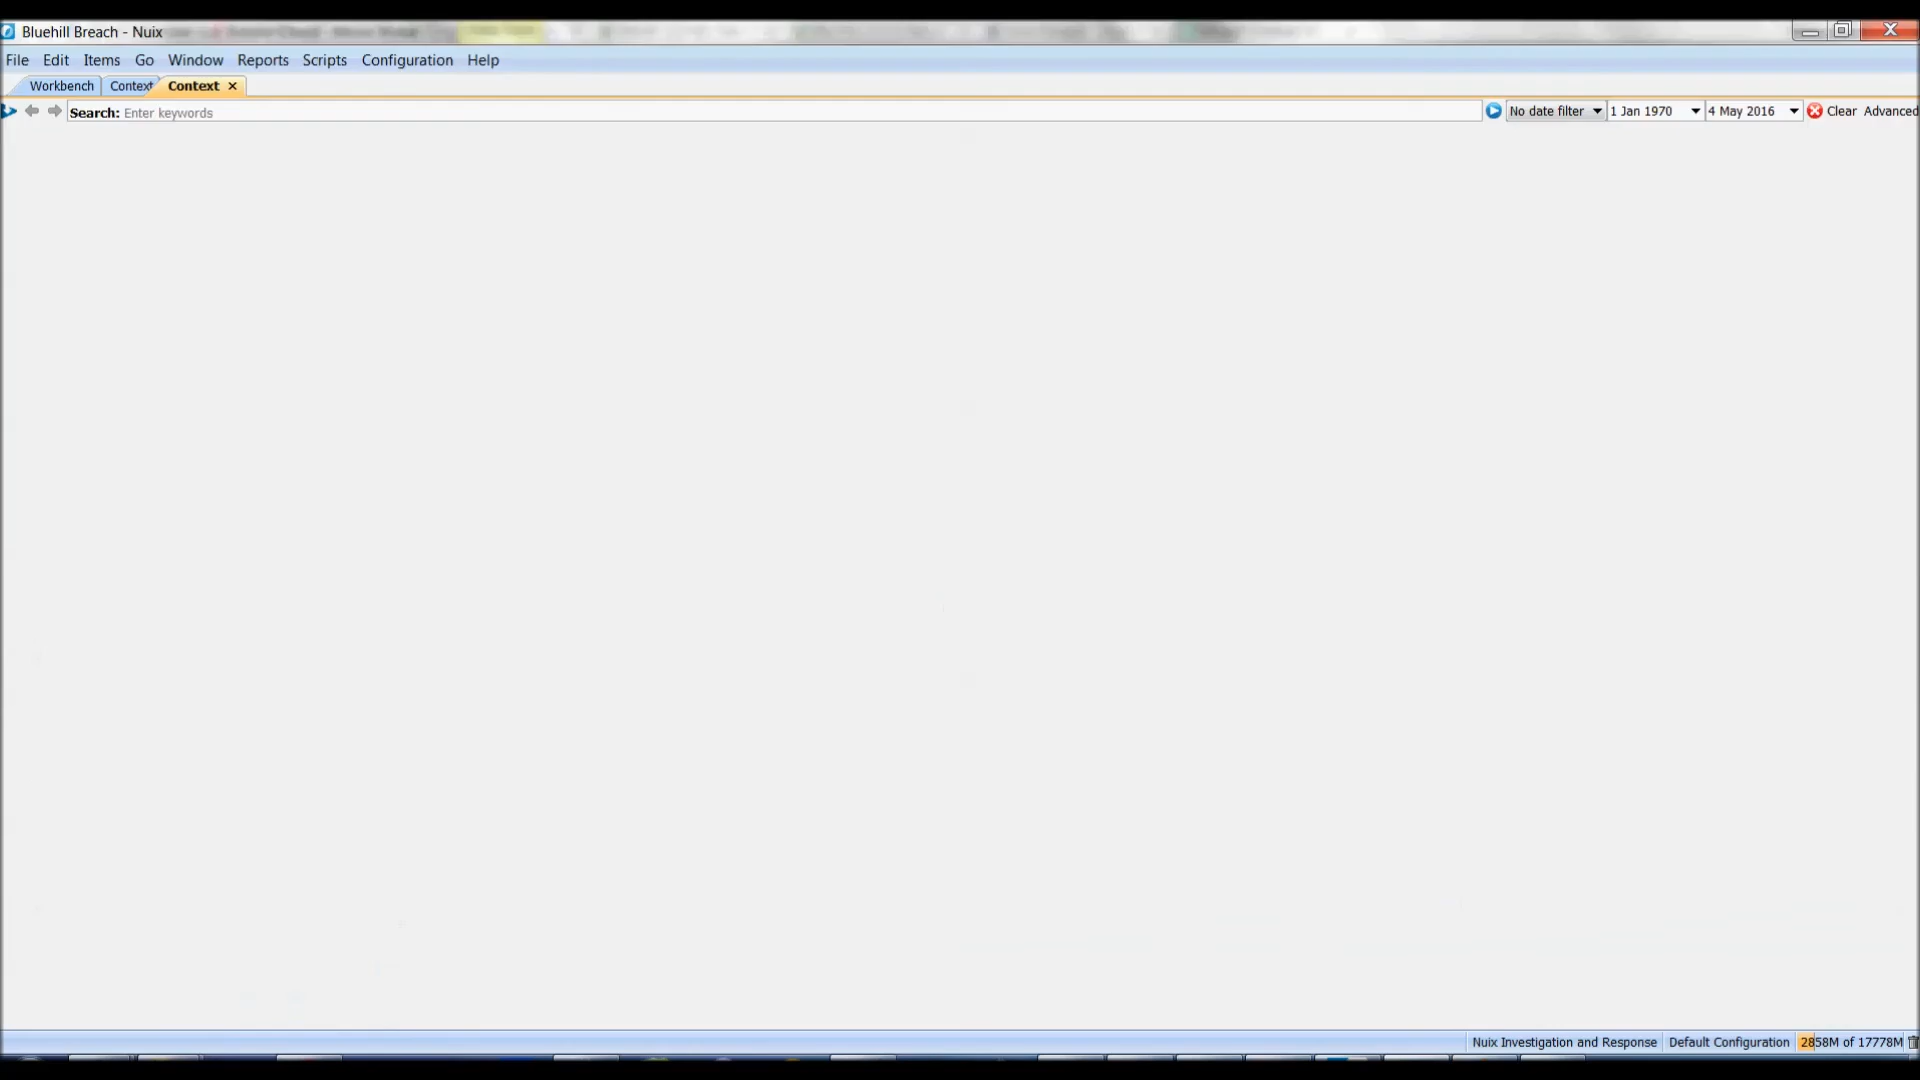 Bluehill Breach - Nuix
File Edit Items Go Window Reports Scripts Configuration Help
Workbench Context Context
Search: Enter keywords No date filter 1 Jan 1970 4 May 2016 Clear Advanced
Nuix Investigation and Response Default Configuration 2858M of 17778M